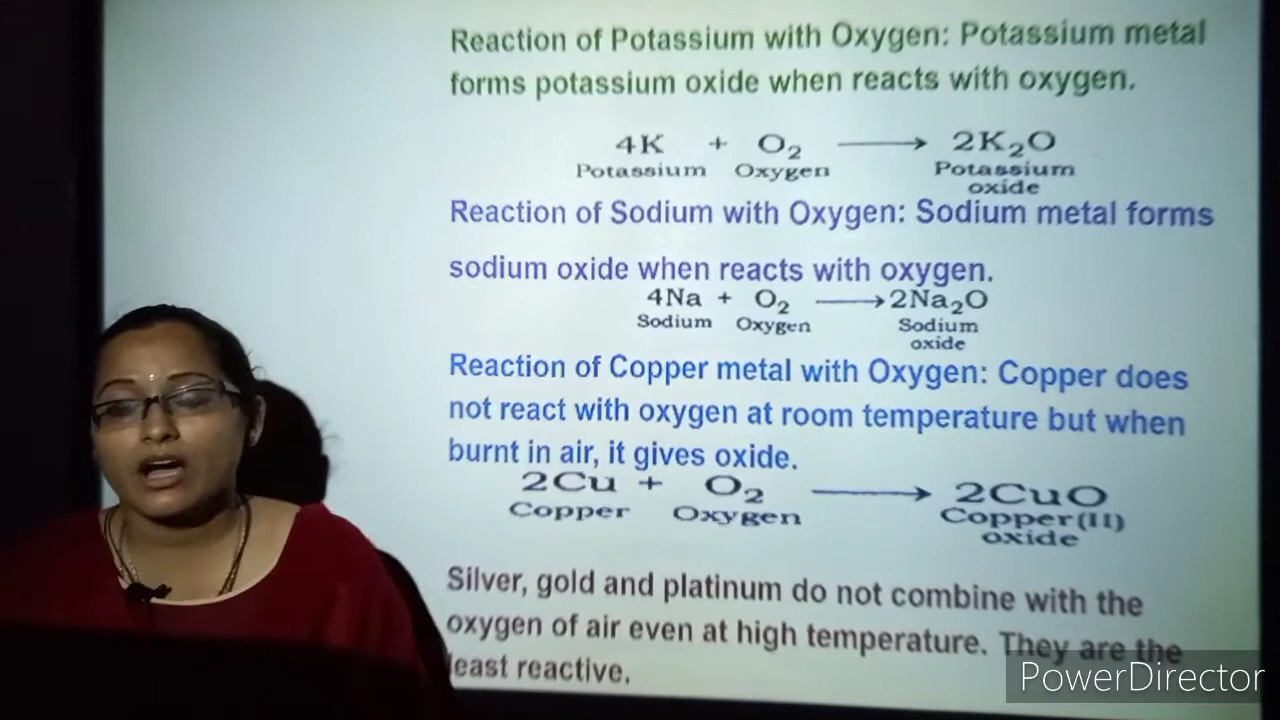 Reaction of Potassium with Oxygen: Potassium metal
forms potassium oxide when reacts with oxygen.
4K + O₂ ⟶ 2K₂O
Potassium Oxygen Potassium
oxide
Reaction of Sodium with Oxygen: Sodium metal forms
sodium oxide when reacts with oxygen.
4Na + O₂ ⟶ 2Na₂O
Sodium Oxygen Sodium
oxide
Reaction of Copper metal with Oxygen: Copper does
not react with oxygen at room temperature but when
burnt in air, it gives oxide.
2Cu + O₂ ⟶ 2CuO
Copper Oxygen Copper(II)
oxide
Silver, gold and platinum do not combine with the
oxygen of air even at high temperature. They are the
least reactive.
PowerDirector